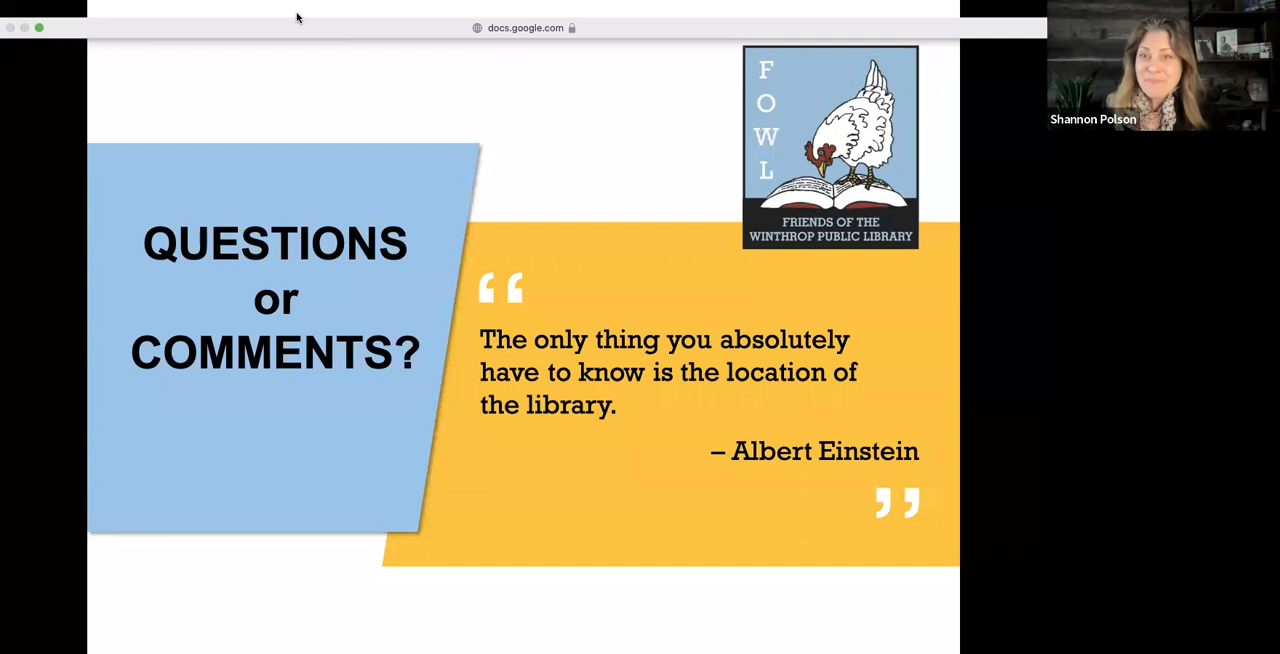 docs.google.com
Shannon Polson
F
O
W
L
FRIENDS OF THE
WINTHROP PUBLIC LIBRARY
QUESTIONS
or
COMMENTS?
“
The only thing you absolutely
have to know is the location of
the library.
– Albert Einstein
”